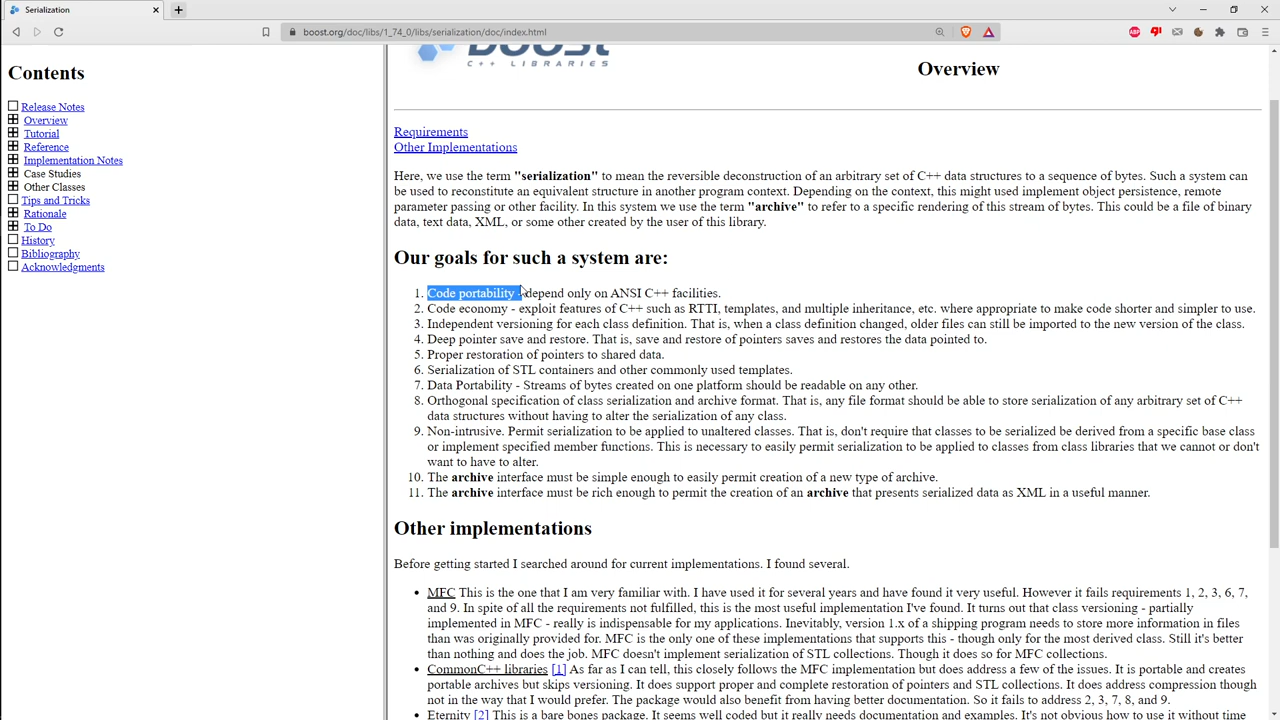 Serialization
boost.org/doc/libs/1_74_0/libs/serialization/doc/index.html
Contents
Release Notes
Overview
Tutorial
Reference
Implementation Notes
Case Studies
Other Classes
Tips and Tricks
Rationale
To Do
History
Bibliography
Acknowledgments
boost
C++ LIBRARIES
Overview
Requirements
Other Implementations
Here, we use the term "serialization" to mean the reversible deconstruction of an arbitrary set of C++ data structures to a sequence of bytes. Such a system can
be used to reconstitute an equivalent structure in another program context. Depending on the context, this might used implement object persistence, remote
parameter passing or other facility. In this system we use the term "archive" to refer to a specific rendering of this stream of bytes. This could be a file of binary
data, text data, XML, or some other created by the user of this library.
Our goals for such a system are:
1. Code portability - depend only on ANSI C++ facilities.
2. Code economy - exploit features of C++ such as RTTI, templates, and multiple inheritance, etc. where appropriate to make code shorter and simpler to use.
3. Independent versioning for each class definition. That is, when a class definition changed, older files can still be imported to the new version of the class.
4. Deep pointer save and restore. That is, save and restore of pointers saves and restores the data pointed to.
5. Proper restoration of pointers to shared data.
6. Serialization of STL containers and other commonly used templates.
7. Data Portability - Streams of bytes created on one platform should be readable on any other.
8. Orthogonal specification of class serialization and archive format. That is, any file format should be able to store serialization of any arbitrary set of C++
data structures without having to alter the serialization of any class.
9. Non-intrusive. Permit serialization to be applied to unaltered classes. That is, don't require that classes to be serialized be derived from a specific base class
or implement specified member functions. This is necessary to easily permit serialization to be applied to classes from class libraries that we cannot or don't
want to have to alter.
10. The archive interface must be simple enough to easily permit creation of a new type of archive.
11. The archive interface must be rich enough to permit the creation of an archive that presents serialized data as XML in a useful manner.
Other implementations
Before getting started I searched around for current implementations. I found several.
• MFC This is the one that I am very familiar with. I have used it for several years and have found it very useful. However it fails requirements 1, 2, 3, 6, 7,
and 9. In spite of all the requirements not fulfilled, this is the most useful implementation I've found. It turns out that class versioning - partially
implemented in MFC - really is indispensable for my applications. Inevitably, version 1.x of a shipping program needs to store more information in files
than was originally provided for. MFC is the only one of these implementations that supports this - though only for the most derived class. Still it's better
than nothing and does the job. MFC doesn't implement serialization of STL collections. Though it does so for MFC collections.
• CommonC++ libraries [1] As far as I can tell, this closely follows the MFC implementation but does address a few of the issues. It is portable and creates
portable archives but skips versioning. It does support proper and complete restoration of pointers and STL collections. It does address compression though
not in the way that I would prefer. The package would also benefit from having better documentation. So it fails to address 2, 3, 7, 8, and 9.
• Eternity [2] This is a bare bones package. It seems well coded but it really needs documentation and examples. It's not obvious how to use it without time